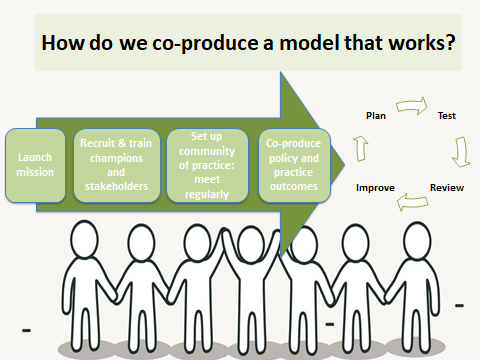 How do we co-produce a model that works?
Launch
mission
Recruit & train
champions
and
stakeholders
Set up
community
of practice:
meet
regularly
Co-produce
policy and
practice
outcomes
Plan
Test
Improve
Review